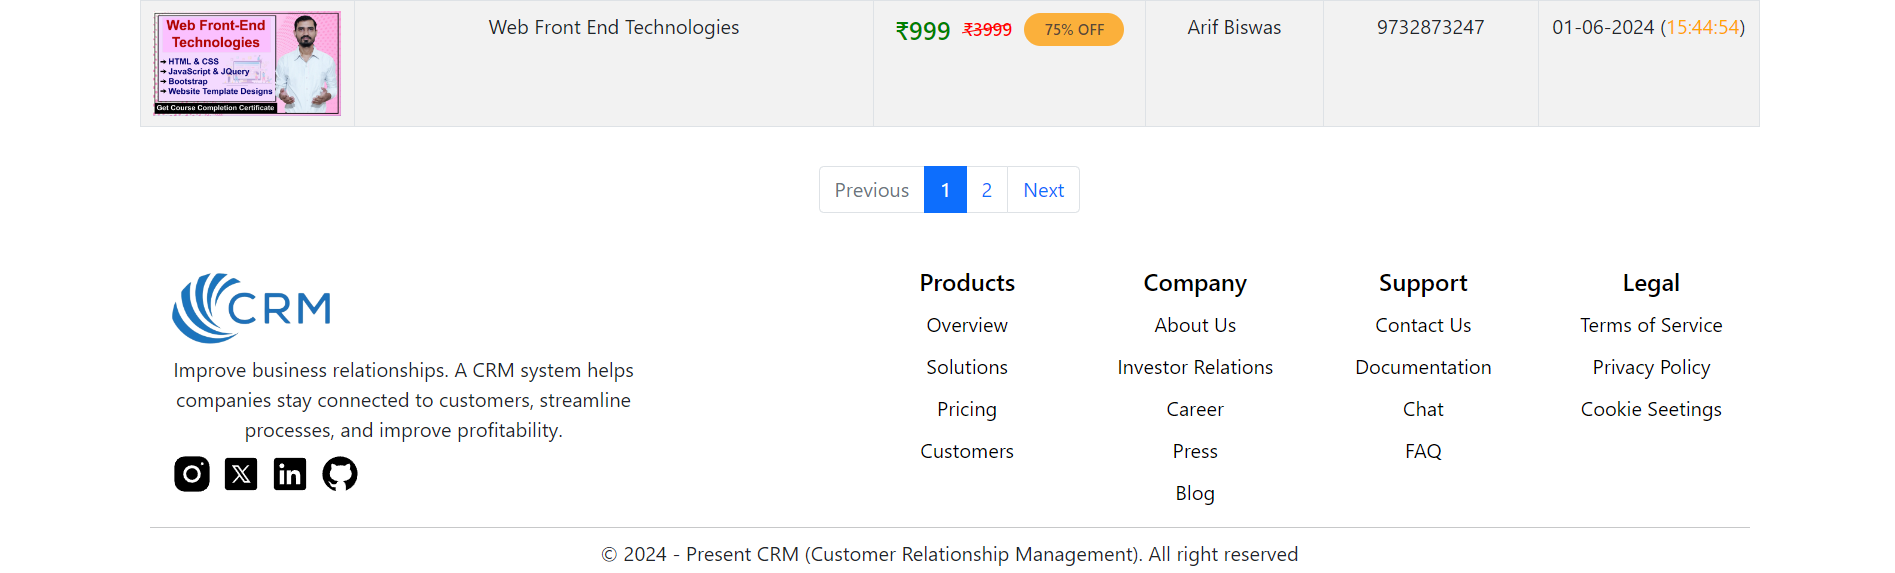 Web Front-End
Technologies
➔ HTML & CSS
➔ JavaScript & JQuery
➔ Bootstrap
➔ Website Template Designs
Get Course Completion Certificate
Web Front End Technologies
₹999 ₹3999 75% OFF
Arif Biswas
9732873247
01-06-2024 (15:44:54)
Previous 1 2 Next
CRM
Improve business relationships. A CRM system helps
companies stay connected to customers, streamline
processes, and improve profitability.
Products
Overview
Solutions
Pricing
Customers
Company
About Us
Investor Relations
Career
Press
Blog
Support
Contact Us
Documentation
Chat
FAQ
Legal
Terms of Service
Privacy Policy
Cookie Seetings
© 2024 - Present CRM (Customer Relationship Management). All right reserved